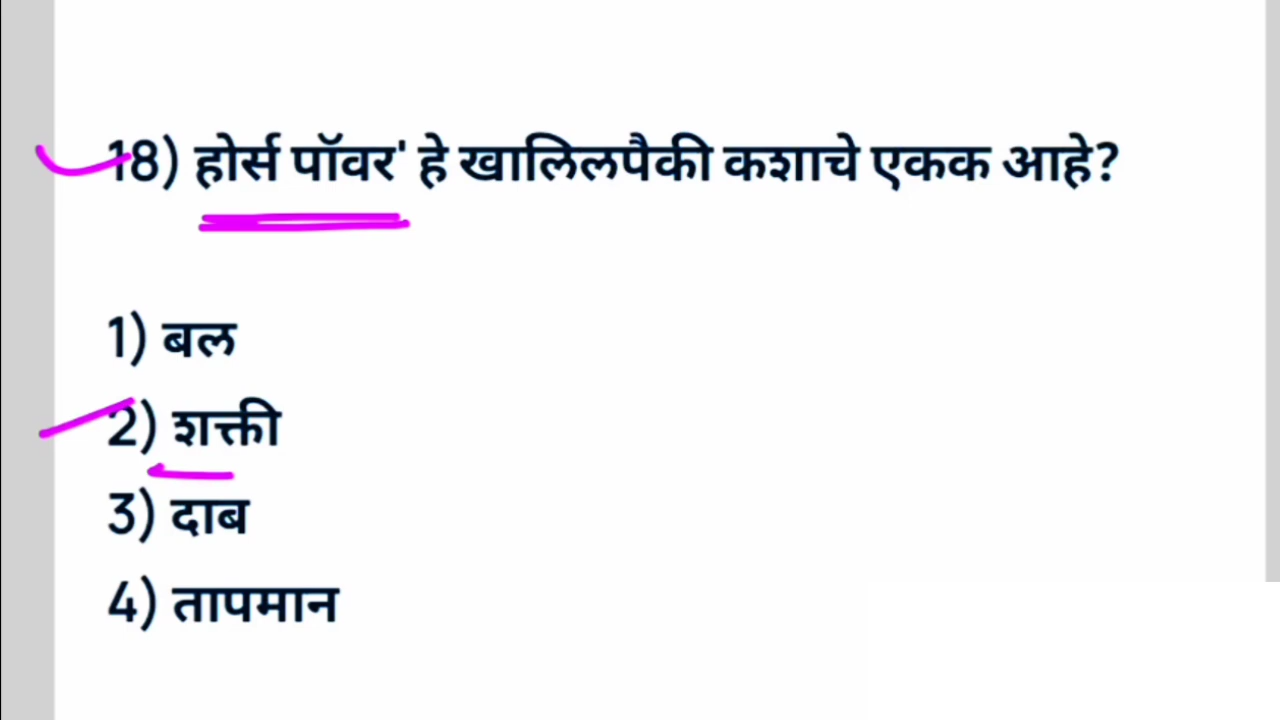 18) होर्स पॉवर' हे खालिलपैकी कशाचे एकक आहे?
1) बल
2) शक्ती
3) दाब
4) तापमान